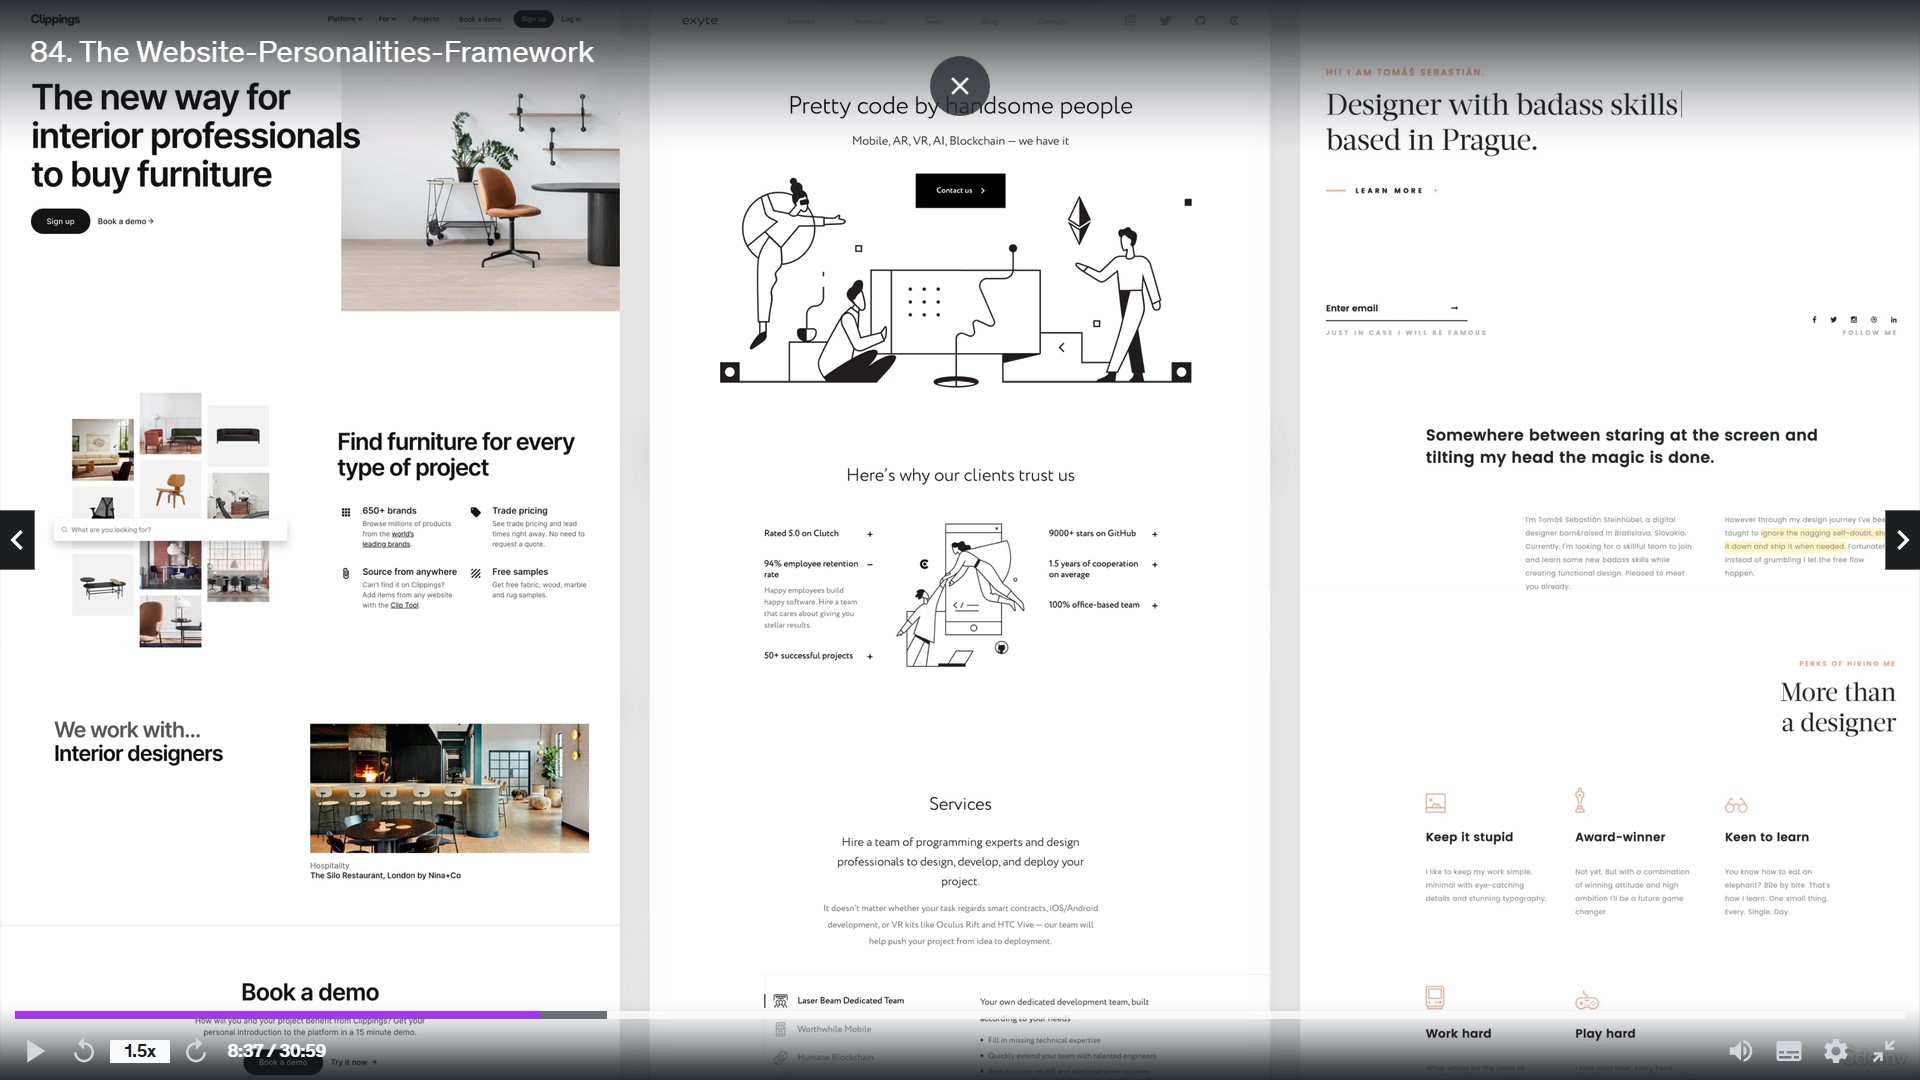 Clippings
Platform
For
Projects
Book a demo
Sign up
Log in
84. The Website-Personalities-Framework
The new way for
interior professionals
to buy furniture
Sign up
Book a demo →
What are you looking for?
Find furniture for every
type of project
650+ brands
Browse millions of products
from the world's
leading brands.
Trade pricing
See trade pricing and lead
times right away. No need to
request a quote.
Source from anywhere
Can't find it on Clippings?
Add items from any website
with the Clip Tool.
Free samples
Get free fabric, wood, marble
and rug samples.
We work with...
Interior designers
Hospitality
The Silo Restaurant, London by Nina+Co
Book a demo
How will you and your project benefit from Clippings? Get your
personal introduction to the platform in a 15 minute demo.
Book a demo
Try it now →
exyte
Services
Portfolio
Team
Blog
Contacts
Pretty code by handsome people
Mobile, AR, VR, AI, Blockchain — we have it
Contact us
Here's why our clients trust us
Rated 5.0 on Clutch +
94% employee retention
rate −
Happy employees build
happy software. Hire a team
that cares about giving you
stellar results.
50+ successful projects +
9000+ stars on GitHub +
1.5 years of cooperation
on average +
100% office-based team +
Services
Hire a team of programming experts and design
professionals to design, develop, and deploy your
project.
It doesn't matter whether your task regards smart contracts, iOS/Android
development, or VR kits like Oculus Rift and HTC Vive — our team will
help push your project from idea to deployment.
Laser Beam Dedicated Team
Worthwhile Mobile
Humane Blockchain
Your own dedicated development team, built
according to your needs
• Fill in missing technical expertise
• Quickly extend your team with talented engineers
• Reduce costs on HR and administrative routines
HI! I AM TOMÁŠ SEBASTIÁN.
Designer with badass skills
based in Prague.
LEARN MORE
Enter email →
JUST IN CASE I WILL BE FAMOUS
FOLLOW ME
Somewhere between staring at the screen and
tilting my head the magic is done.
I'm Tomáš Sebastián Steinhübel, a digital
designer born&raised in Bratislava, Slovakia.
Currently, I'm looking for a skillful team to join
and learn some new badass skills while
creating functional design. Pleased to meet
you already.
However through my design journey I've
taught to ignore the nagging self-doubt,
it down and ship it when needed.
instead of grumbling I let the free flow
happen.
PERKS OF HIRING ME
More than
a designer
Keep it stupid
I like to keep my work simple,
minimal with eye-catching
details and stunning typography.
Award-winner
Not yet. But with a combination
of winning attitude and high
ambition I'll be a future game
changer
Keen to learn
You know how to eat an
elephant? Bite by bite. That's
how I learn. One small thing.
Every. Single. Day.
Work hard
Play hard
1.5x
8:37 / 30:59